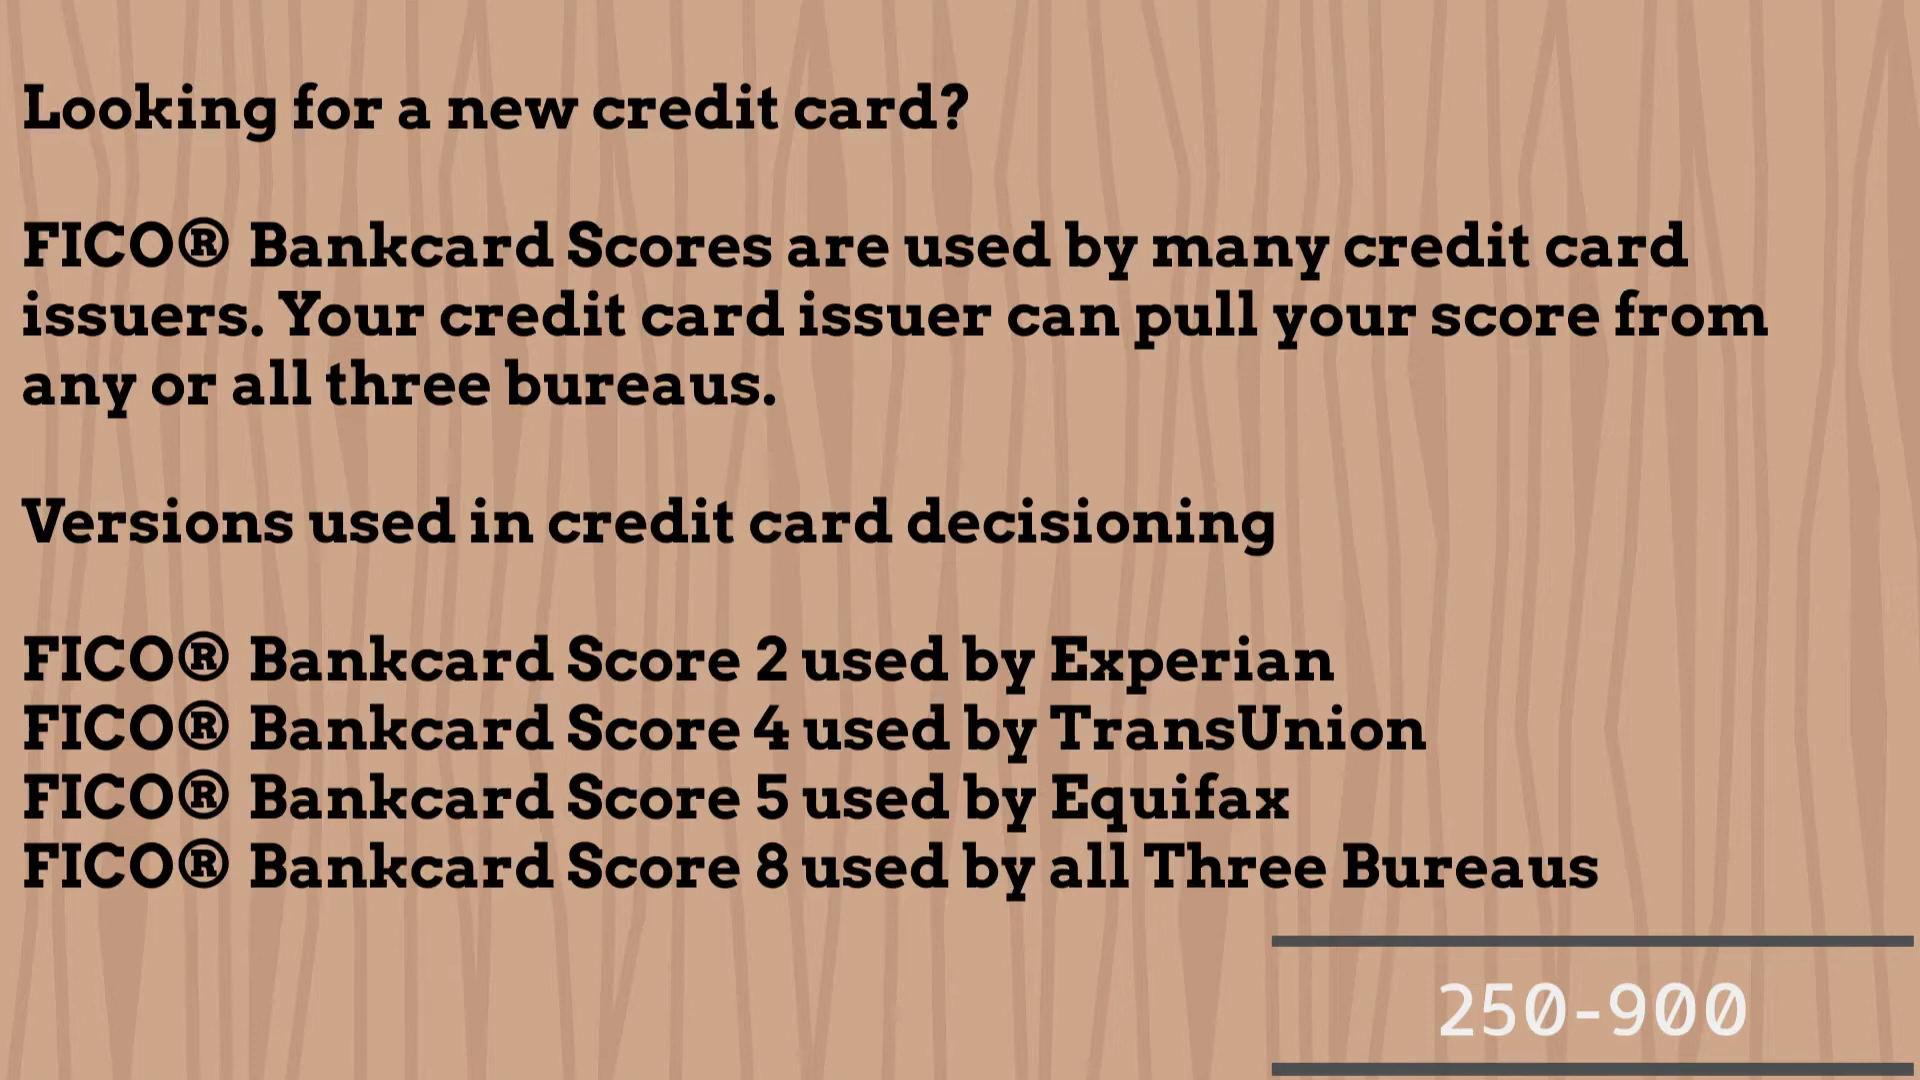 Looking for a new credit card?
FICO® Bankcard Scores are used by many credit card
issuers. Your credit card issuer can pull your score from
any or all three bureaus.
Versions used in credit card decisioning
FICO® Bankcard Score 2 used by Experian
FICO® Bankcard Score 4 used by TransUnion
FICO® Bankcard Score 5 used by Equifax
FICO® Bankcard Score 8 used by all Three Bureaus
250-900